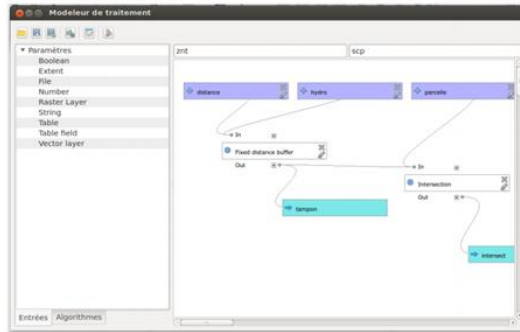 Modeleur de traitement
Paramètres
Boolean
Extent
File
Number
Raster Layer
String
Table
Table field
Vector layer
Entrées
Algorithmes
znt
scp
distance
hydro
parcelle
In
Fixed distance buffer
Out
In
Intersection
Out
tampon
intersect